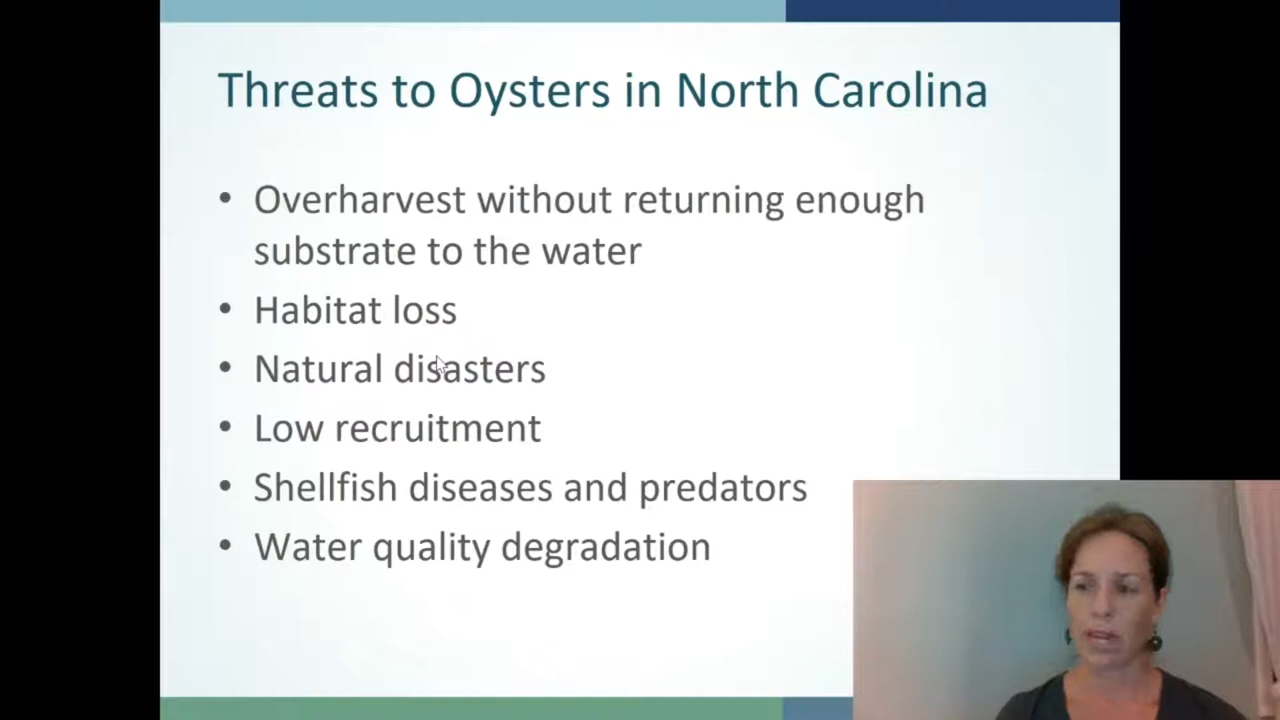 Threats to Oysters in North Carolina
• Overharvest without returning enough
substrate to the water
• Habitat loss
• Natural disasters
• Low recruitment
• Shellfish diseases and predators
• Water quality degradation